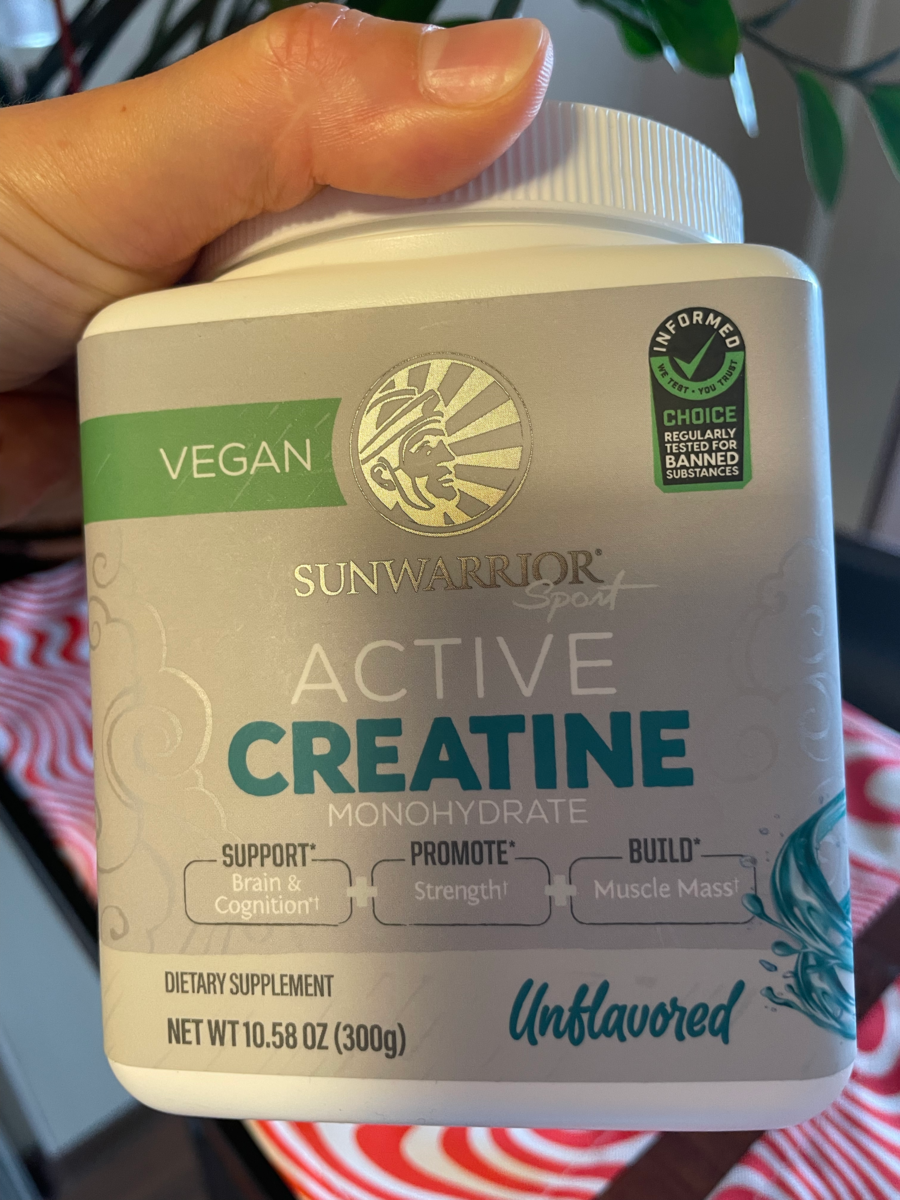 INFORMED
WE TEST • YOU TRUST
CHOICE
REGULARLY
TESTED FOR
BANNED
SUBSTANCES
VEGAN
SUNWARRIOR®
Sport
ACTIVE
CREATINE
MONOHYDRATE
SUPPORT*
Brain &
Cognition*†
PROMOTE*
Strength†
BUILD*
Muscle Mass†
DIETARY SUPPLEMENT
NET WT 10.58 OZ (300g)
Unflavored